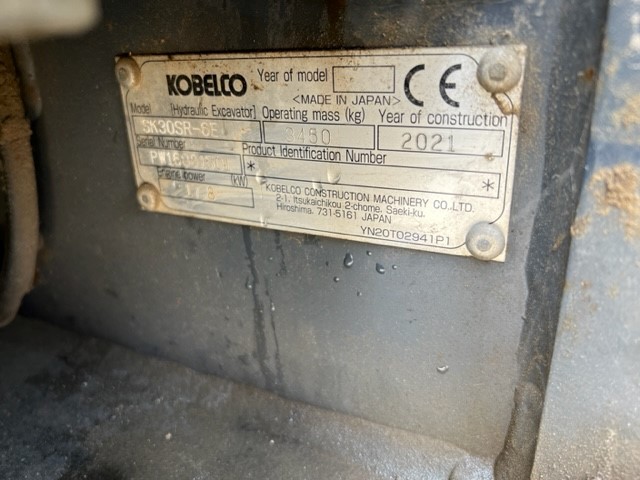 KOBELCO Year of model CE
<MADE IN JAPAN>
Model [Hydraulic Excavator] Operating mass (kg) Year of construction
SK30SR-6E 2021
Serial Number Product Identification Number
* *
Engine power (kW)
KOBELCO CONSTRUCTION MACHINERY CO., LTD.
2-1, Itsukaichikou 2-chome, Saeki-ku,
Hiroshima, 731-5161 JAPAN
YN20T02941P1